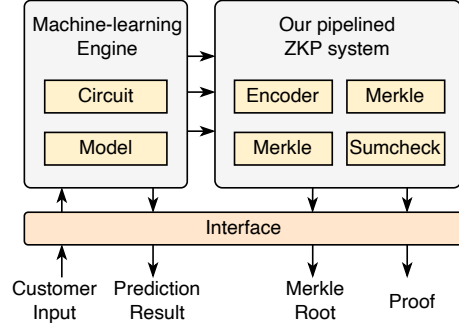 Machine-learning
Engine
Our pipelined
ZKP system
Circuit
Encoder
Merkle
Model
Merkle
Sumcheck
Interface
Customer
Input
Prediction
Result
Merkle
Root
Proof